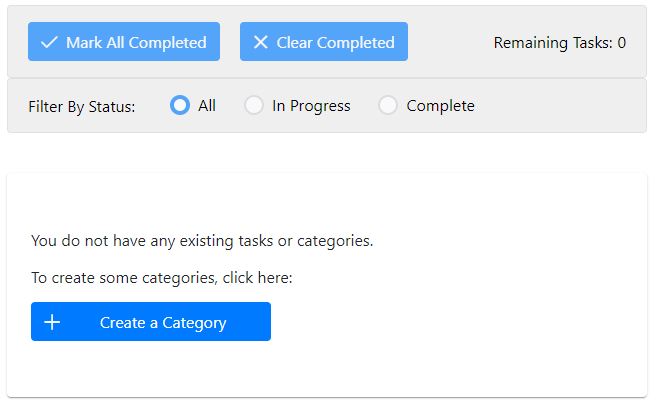 Mark All Completed Clear Completed Remaining Tasks: 0
Filter By Status: All In Progress Complete
You do not have any existing tasks or categories.
To create some categories, click here:
Create a Category